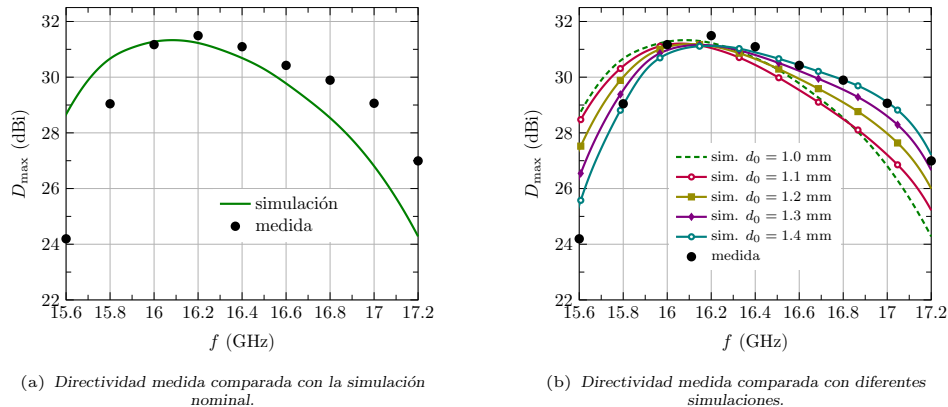 32
30
28
26
24
22
D_max (dBi)
simulación
medida
15.6 15.8 16 16.2 16.4 16.6 16.8 17 17.2
f (GHz)
(a) Directividad medida comparada con la simulación
nominal.
32
30
28
26
24
22
D_max (dBi)
sim. d_0 = 1.0 mm
sim. d_0 = 1.1 mm
sim. d_0 = 1.2 mm
sim. d_0 = 1.3 mm
sim. d_0 = 1.4 mm
medida
15.6 15.8 16 16.2 16.4 16.6 16.8 17 17.2
f (GHz)
(b) Directividad medida comparada con diferentes
simulaciones.